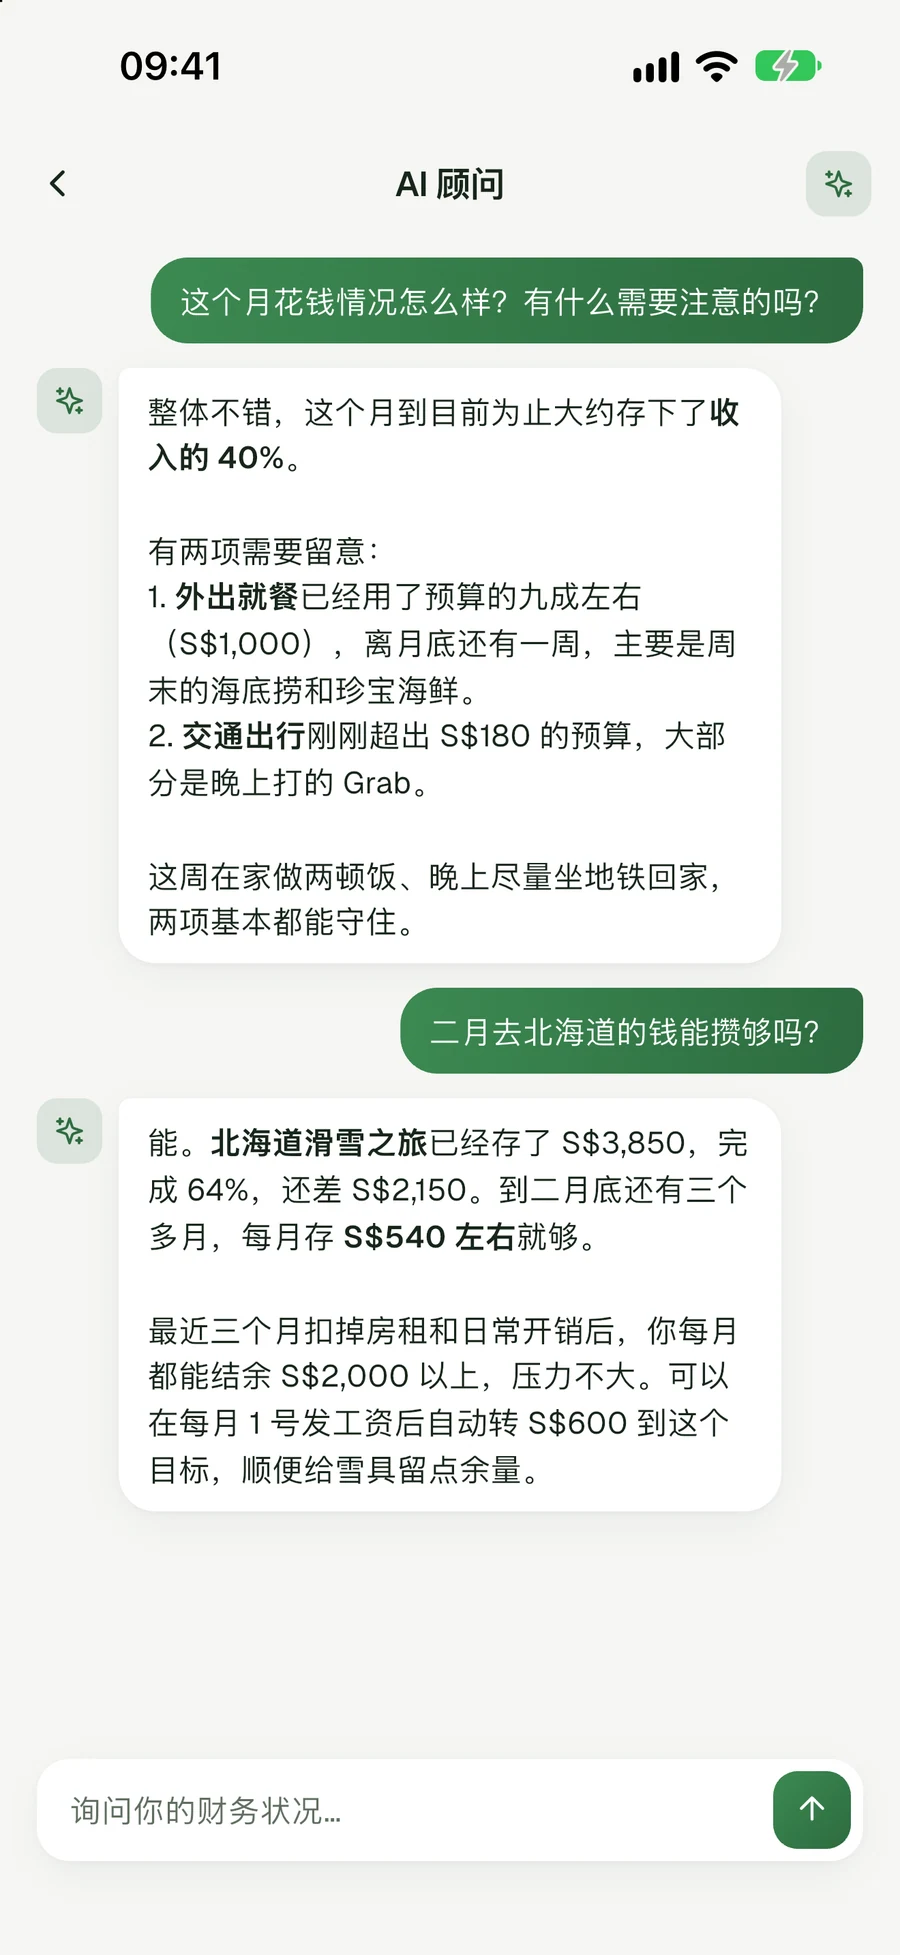 09:41
AI 顾问
这个月花钱情况怎么样？有什么需要注意的吗？
整体不错，这个月到目前为止大约存下了收
入的 40%。
有两项需要留意：
1. 外出就餐已经用了预算的九成左右
（S$1,000），离月底还有一周，主要是周
末的海底捞和珍宝海鲜。
2. 交通出行刚刚超出 S$180 的预算，大部
分是晚上打的 Grab。
这周在家做两顿饭、晚上尽量坐地铁回家，
两项基本都能守住。
二月去北海道的钱能攒够吗？
能。北海道滑雪之旅已经存了 S$3,850，完
成 64%，还差 S$2,150。到二月底还有三个
多月，每月存 S$540 左右就够。
最近三个月扣掉房租和日常开销后，你每月
都能结余 S$2,000 以上，压力不大。可以
在每月 1 号发工资后自动转 S$600 到这个
目标，顺便给雪具留点余量。
询问你的财务状况…